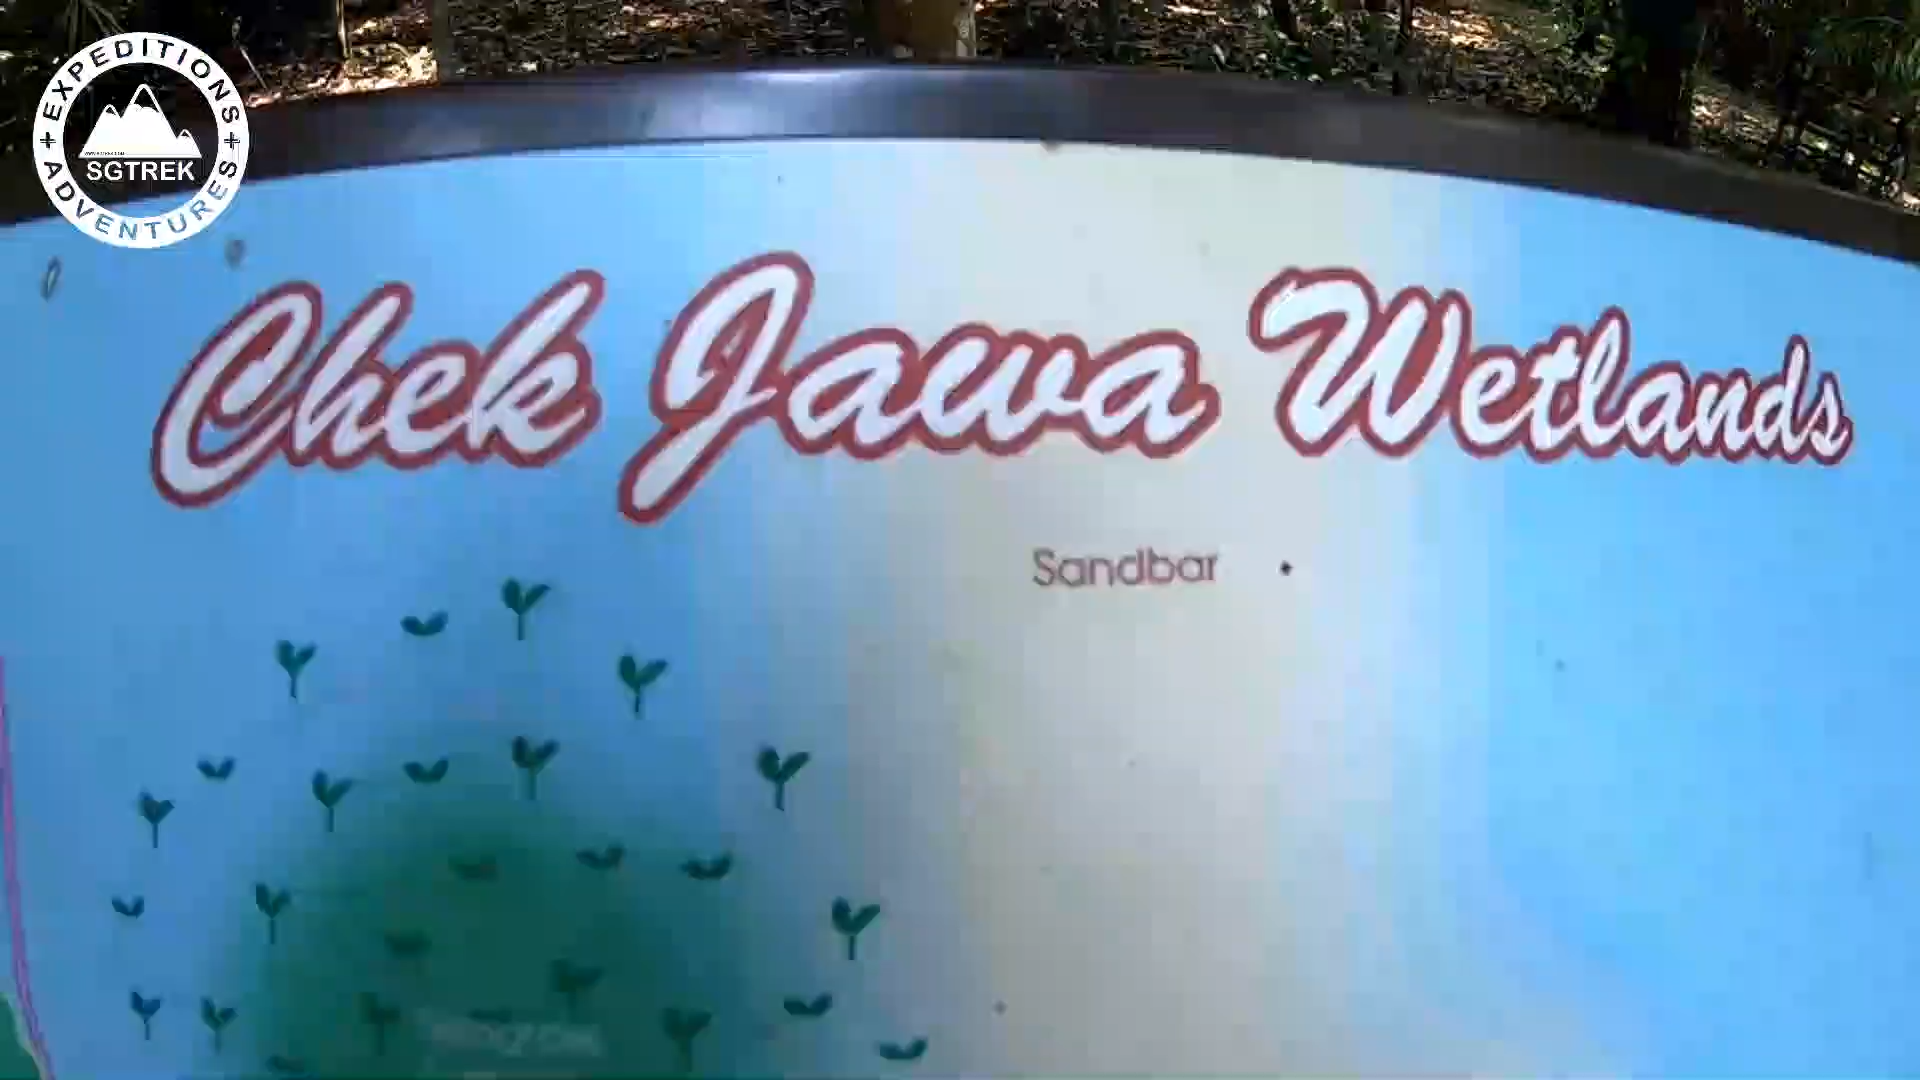 EXPEDITIONS
SGTREK
ADVENTURES
Chek Jawa Wetlands
Sandbar